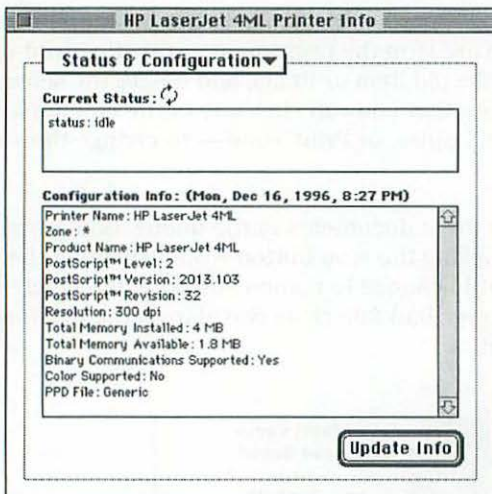 HP LaserJet 4ML Printer Info
Status & Configuration
Current Status:
status: idle
Configuration Info: (Mon, Dec 16, 1996, 8:27 PM)
Printer Name: HP LaserJet 4ML
Zone: *
Product Name: HP LaserJet 4ML
PostScript™ Level: 2
PostScript™ Version: 2013.103
PostScript™ Revision: 32
Resolution: 300 dpi
Total Memory Installed: 4 MB
Total Memory Available: 1.8 MB
Binary Communications Supported: Yes
Color Supported: No
PPD File: Generic
Update Info